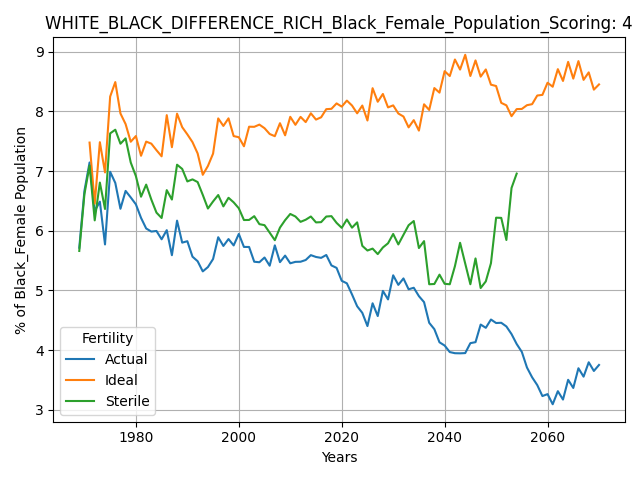 WHITE_BLACK_DIFFERENCE_RICH_Black_Female_Population_Scoring: 4
% of Black_Female Population
9
8
7
6
5
4
3
Fertility
Actual
Ideal
Sterile
1980 2000 2020 2040 2060
Years